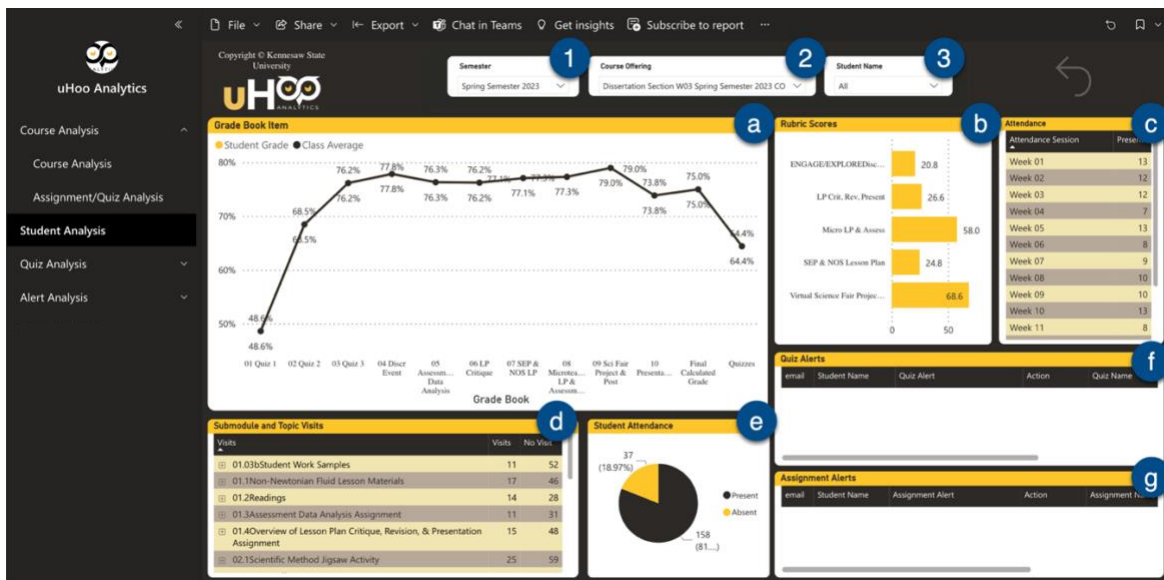 File
Share
Export
Chat in Teams
Get insights
Subscribe to report
uHoo Analytics
Course Analysis
Course Analysis
Assignment/Quiz Analysis
Student Analysis
Quiz Analysis
Alert Analysis
Copyright © Kennesaw State
University
uHOO
ANALYTICS
Semester
Spring Semester 2023
1
Course Offering
Dissertation Section W03 Spring Semester 2023 CO
2
Student Name
All
3
Grade Book Item
a
Student Grade Class Average
80%
70%
60%
50%
48.6%
48.6%
68.5%
68.5%
76.2%
76.2%
77.8%
77.8%
76.3%
76.3%
76.2%
76.2%
77.1%
77.1%
77.3%
77.3%
79.0%
79.0%
73.8%
73.8%
75.0%
75.0%
64.4%
64.4%
01 Quiz 1
02 Quiz 2
03 Quiz 3
04 Discr
Event
05
Assessm...
Data
Analysis
06 LP
Critique
07 SEP &
NOS LP
08
Microtea...
LP &
Assessm...
09 Sci Fair
Project &
Post
10
Presenta...
Final
Calculated
Grade
Quizzes
Grade Book
Rubric Scores
b
ENGAGE/EXPLOREDisc... 20.8
LP Crit, Rev, Present 26.6
Micro LP & Assess 58.0
SEP & NOS Lesson Plan 24.8
Virtual Science Fair Projec... 68.6
0 50
Attendance
c
Attendance Session Present
Week 01 13
Week 02 12
Week 03 12
Week 04 7
Week 05 13
Week 06 8
Week 07 9
Week 08 10
Week 09 10
Week 10 13
Week 11 8
Submodule and Topic Visits
d
Visits Visits No Visit
01.03bStudent Work Samples 11 52
01.1Non-Newtonian Fluid Lesson Materials 17 46
01.2Readings 14 28
01.3Assessment Data Analysis Assignment 11 31
01.4Overview of Lesson Plan Critique, Revision, & Presentation 15 48
Assignment
02.1Scientific Method Jigsaw Activity 25 59
Student Attendance
e
37
(18.97%)
158
(81...)
Present
Absent
Quiz Alerts
f
email Student Name Quiz Alert Action Quiz Name
Assignment Alerts
g
email Student Name Assignment Alert Action Assignment